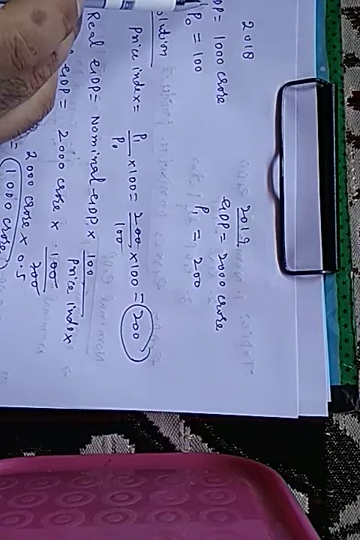 2018
GDP = 1000 crore
P₀ = 100
2019
GDP = 2000 crore
P₁ = 200
Price index = P₁/P₀ × 100 = 200/100 × 100 = 200
Real GDP = Nominal GDP × 100/Price index
GDP = 2000 crore × 100/200
2000 crore × 0.5
= 1000 crore